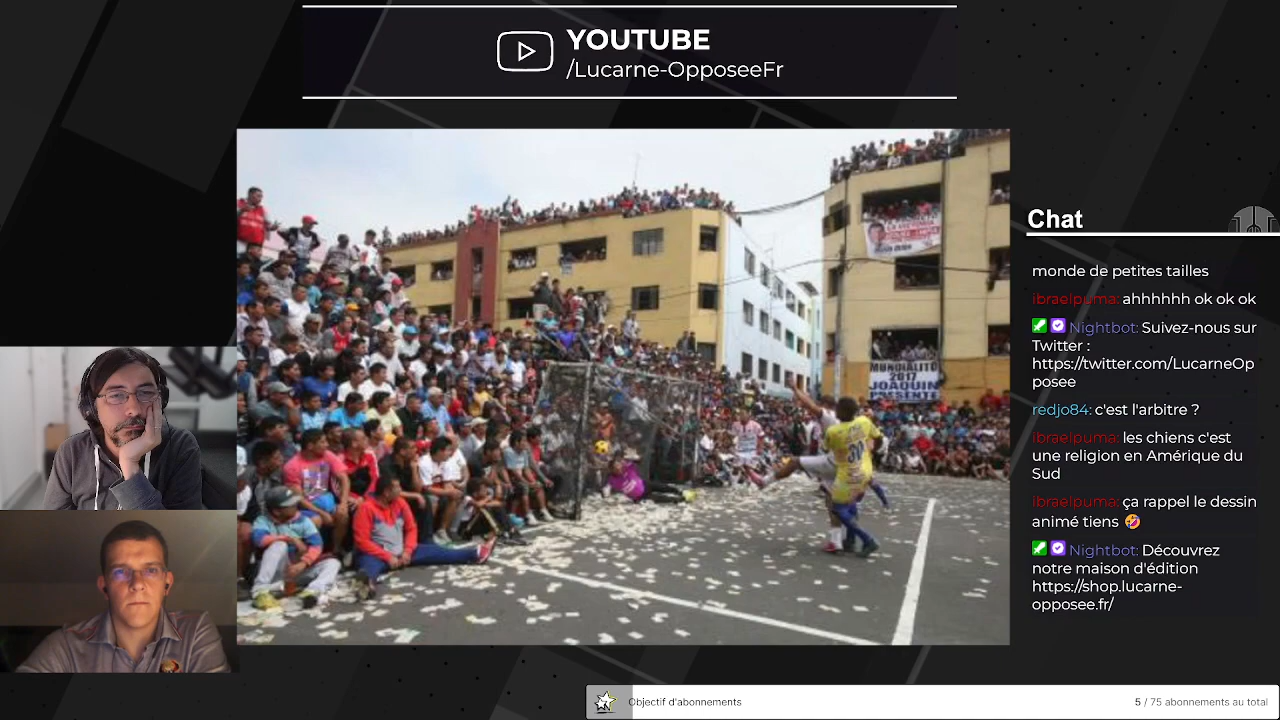 YOUTUBE
/Lucarne-OpposeeFr
Chat
monde de petites tailles
ibraelpuma: ahhhhhh ok ok ok
Nightbot: Suivez-nous sur
Twitter :
https://twitter.com/LucarneOp
posee
redjo84: c'est l'arbitre ?
ibraelpuma: les chiens c'est
une religion en Amérique du
Sud
ibraelpuma: ça rappel le dessin
animé tiens
Nightbot: Découvrez
notre maison d'édition
https://shop.lucarne-
opposee.fr/
MUNDIALITO
2017
JOAQUIN
PRESENTE
30
Objectif d'abonnements
5 / 75 abonnements au total